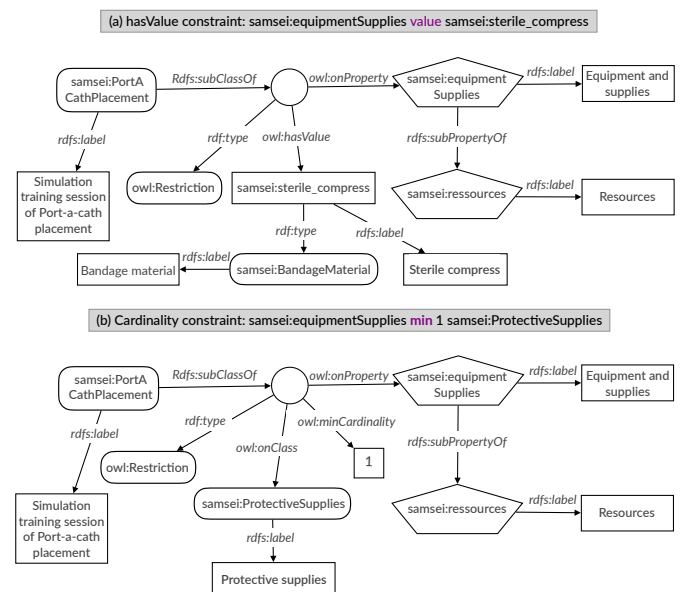 (a) hasValue constraint: samsei:equipmentSupplies value samsei:sterile_compress
samsei:PortA
CathPlacement
Rdfs:subClassOf
owl:onProperty
samsei:equipment
Supplies
rdfs:label
Equipment and
supplies
rdfs:label
rdf:type
owl:hasValue
rdfs:subPropertyOf
Simulation
training session
of Port-a-cath
placement
owl:Restriction
samsei:sterile_compress
samsei:ressources
rdfs:label
Resources
rdf:type
rdfs:label
Bandage material
rdfs:label
samsei:BandageMaterial
Sterile compress
(b) Cardinality constraint: samsei:equipmentSupplies min 1 samsei:ProtectiveSupplies
samsei:PortA
CathPlacement
Rdfs:subClassOf
owl:onProperty
samsei:equipment
Supplies
rdfs:label
Equipment and
supplies
rdfs:label
rdf:type
owl:minCardinality
owl:onClass
rdfs:subPropertyOf
owl:Restriction
1
Simulation
training session
of Port-a-cath
placement
samsei:ProtectiveSupplies
samsei:ressources
rdfs:label
Resources
rdfs:label
Protective supplies